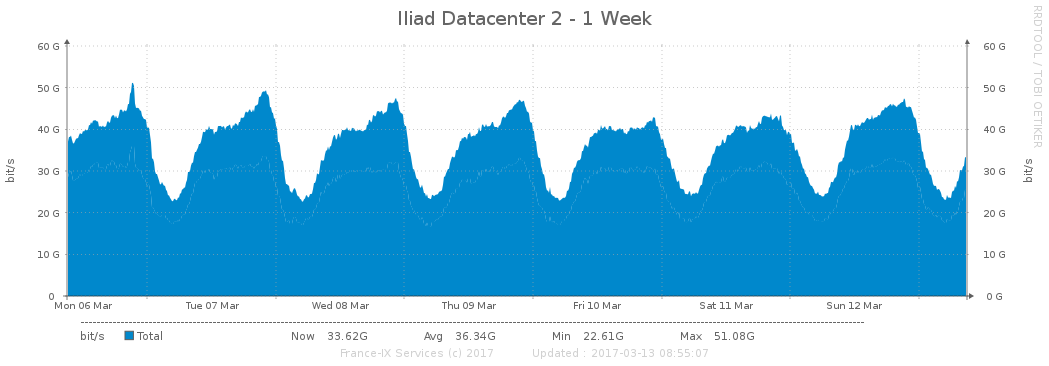 Iliad Datacenter 2 - 1 Week
RRDTOOL / TOBI OETIKER
60 G 60 G
50 G 50 G
40 G 40 G
30 G 30 G
20 G 20 G
10 G 10 G
0 0 G
bit/s bit/s
Mon 06 Mar Tue 07 Mar Wed 08 Mar Thu 09 Mar Fri 10 Mar Sat 11 Mar Sun 12 Mar
bit/s Total Now 33.62G Avg 36.34G Min 22.61G Max 51.08G
France-IX Services (c) 2017 Updated : 2017-03-13 08:55:07